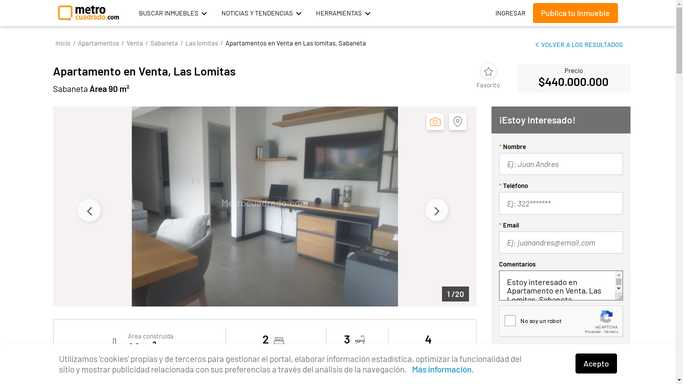 metro
cuadrado.com
BUSCAR INMUEBLES
NOTICIAS Y TENDENCIAS
HERRAMIENTAS
INGRESAR
Publica tu Inmueble
Inicio / Apartamentos / Venta / Sabaneta / Las lomitas / Apartamentos en Venta en Las lomitas, Sabaneta
VOLVER A LOS RESULTADOS
Apartamento en Venta, Las Lomitas
Sabaneta Área 90 m²
Favorito
Precio
$440.000.000
Metrocuadrado.com
1 / 20
¡Estoy Interesado!
* Nombre
Ej: Juan Andres
* Teléfono
Ej: 322*******
* Email
Ej: juanandres@email.com
Comentarios
Estoy interesado en
Apartamento en Venta, Las
Lomitas, Sabaneta
No soy un robot
reCAPTCHA
Privacidad - Términos
Área construida
2
3
4
Utilizamos 'cookies' propias y de terceros para gestionar el portal, elaborar información estadística, optimizar la funcionalidad del
sitio y mostrar publicidad relacionada con sus preferencias a través del análisis de la navegación. Más información.
Acepto